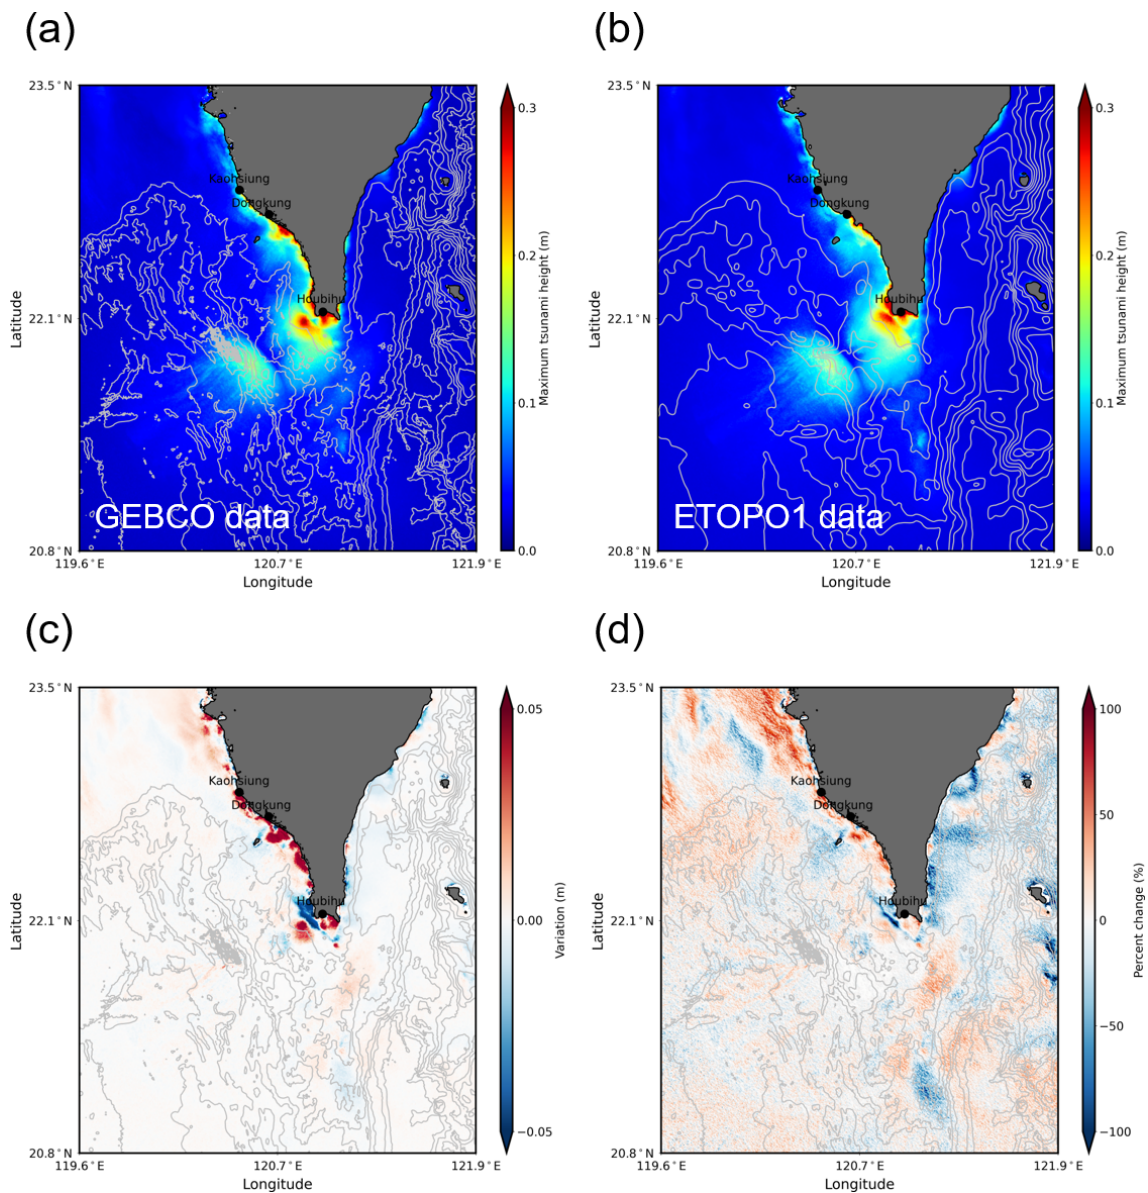 (a)
(b)
23.5°N
22.1°N
20.8°N
Latitude
119.6°E
120.7°E
121.9°E
Longitude
Kaohsiung
Dongkung
Houbihu
GEBCO data
0.3
0.2
0.1
0.0
Maximum tsunami height (m)
23.5°N
22.1°N
20.8°N
Latitude
119.6°E
120.7°E
121.9°E
Longitude
Kaohsiung
Dongkung
Houbihu
ETOPO1 data
0.3
0.2
0.1
0.0
Maximum tsunami height (m)
(c)
(d)
23.5°N
22.1°N
20.8°N
Latitude
119.6°E
120.7°E
121.9°E
Longitude
Kaohsiung
Dongkung
Houbihu
0.05
0.00
−0.05
Variation (m)
23.5°N
22.1°N
20.8°N
Latitude
119.6°E
120.7°E
121.9°E
Longitude
Kaohsiung
Dongkung
Houbihu
100
50
0
−50
−100
Percent change (%)